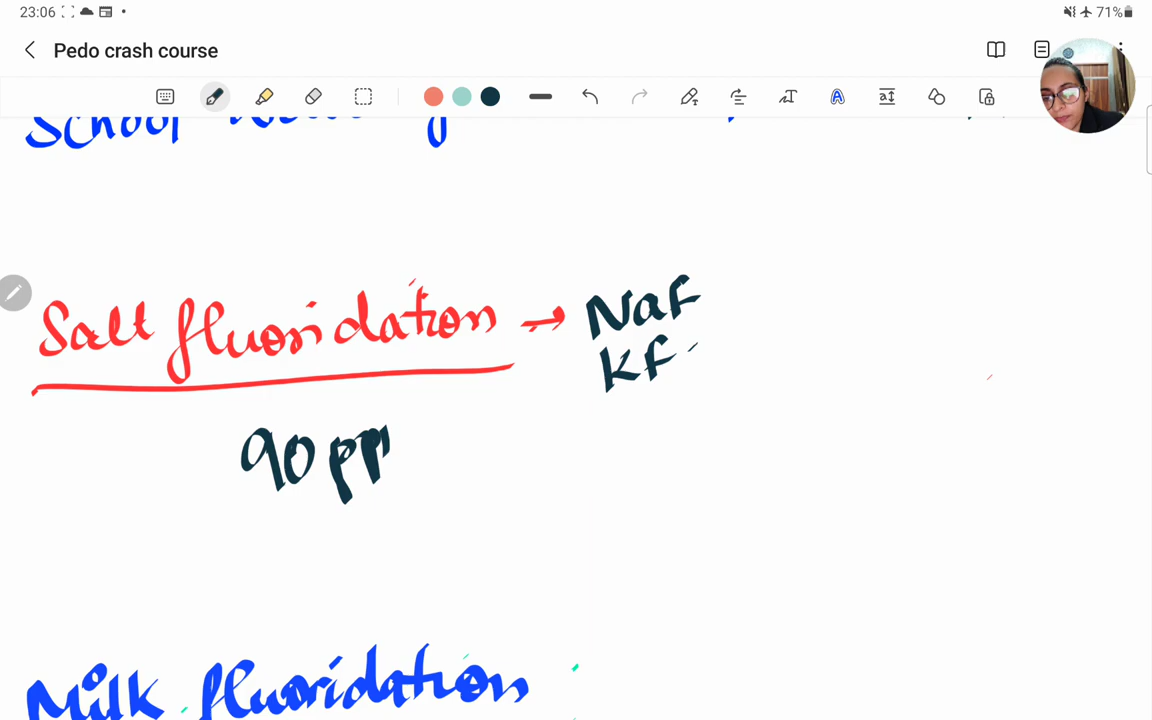 23:06 71%
Pedo crash course
School
Salt fluoridation → NaF
KF
90 pp
Milk fluoridation